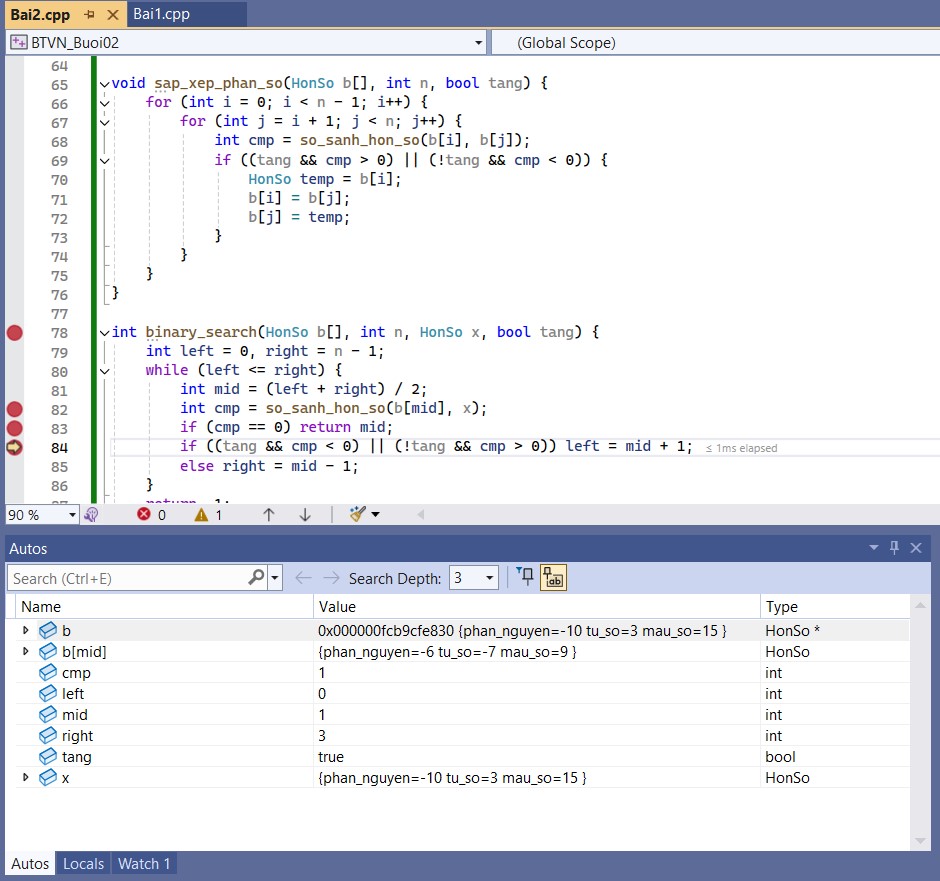 Bai2.cpp Bai1.cpp
BTVN_Buoi02 (Global Scope)
64
65 void sap_xep_phan_so(HonSo b[], int n, bool tang) {
66 for (int i = 0; i < n - 1; i++) {
67 for (int j = i + 1; j < n; j++) {
68 int cmp = so_sanh_hon_so(b[i], b[j]);
69 if ((tang && cmp > 0) || (!tang && cmp < 0)) {
70 HonSo temp = b[i];
71 b[i] = b[j];
72 b[j] = temp;
73 }
74 }
75 }
76 }
77
78 int binary_search(HonSo b[], int n, HonSo x, bool tang) {
79 int left = 0, right = n - 1;
80 while (left <= right) {
81 int mid = (left + right) / 2;
82 int cmp = so_sanh_hon_so(b[mid], x);
83 if (cmp == 0) return mid;
84 if ((tang && cmp < 0) || (!tang && cmp > 0)) left = mid + 1; ≤ 1ms elapsed
85 else right = mid - 1;
86 }
90 % 0 1
Autos
Search (Ctrl+E) Search Depth: 3
Name Value Type
b 0x000000fcb9cfe830 {phan_nguyen=-10 tu_so=3 mau_so=15 } HonSo *
b[mid] {phan_nguyen=-6 tu_so=-7 mau_so=9 } HonSo
cmp 1 int
left 0 int
mid 1 int
right 3 int
tang true bool
x {phan_nguyen=-10 tu_so=3 mau_so=15 } HonSo
Autos Locals Watch 1